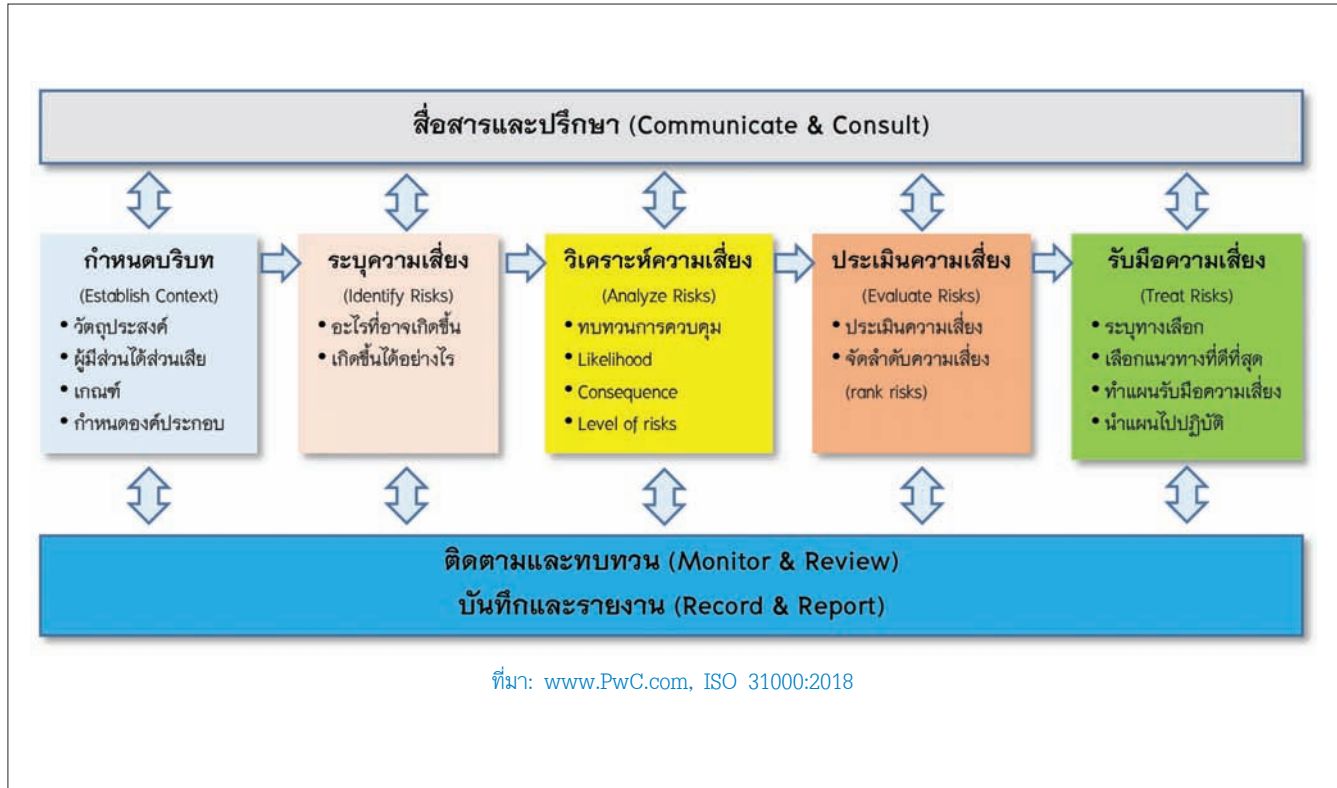 สื่อสารและปรึกษา (Communicate & Consult)
กำหนดบริบท
(Establish Context)
• วัตถุประสงค์
• ผู้มีส่วนได้ส่วนเสีย
• เกณฑ์
• กำหนดองค์ประกอบ
ระบุความเสี่ยง
(Identify Risks)
• อะไรที่อาจเกิดขึ้น
• เกิดขึ้นได้อย่างไร
วิเคราะห์ความเสี่ยง
(Analyze Risks)
• ทบทวนการควบคุม
• Likelihood
• Consequence
• Level of risks
ประเมินความเสี่ยง
(Evaluate Risks)
• ประเมินความเสี่ยง
• จัดลำดับความเสี่ยง
(rank risks)
รับมือความเสี่ยง
(Treat Risks)
• ระบุทางเลือก
• เลือกแนวทางที่ดีที่สุด
• ทำแผนรับมือความเสี่ยง
• นำแผนไปปฏิบัติ
ติดตามและทบทวน (Monitor & Review)
บันทึกและรายงาน (Record & Report)
ที่มา: www.PwC.com, ISO 31000:2018